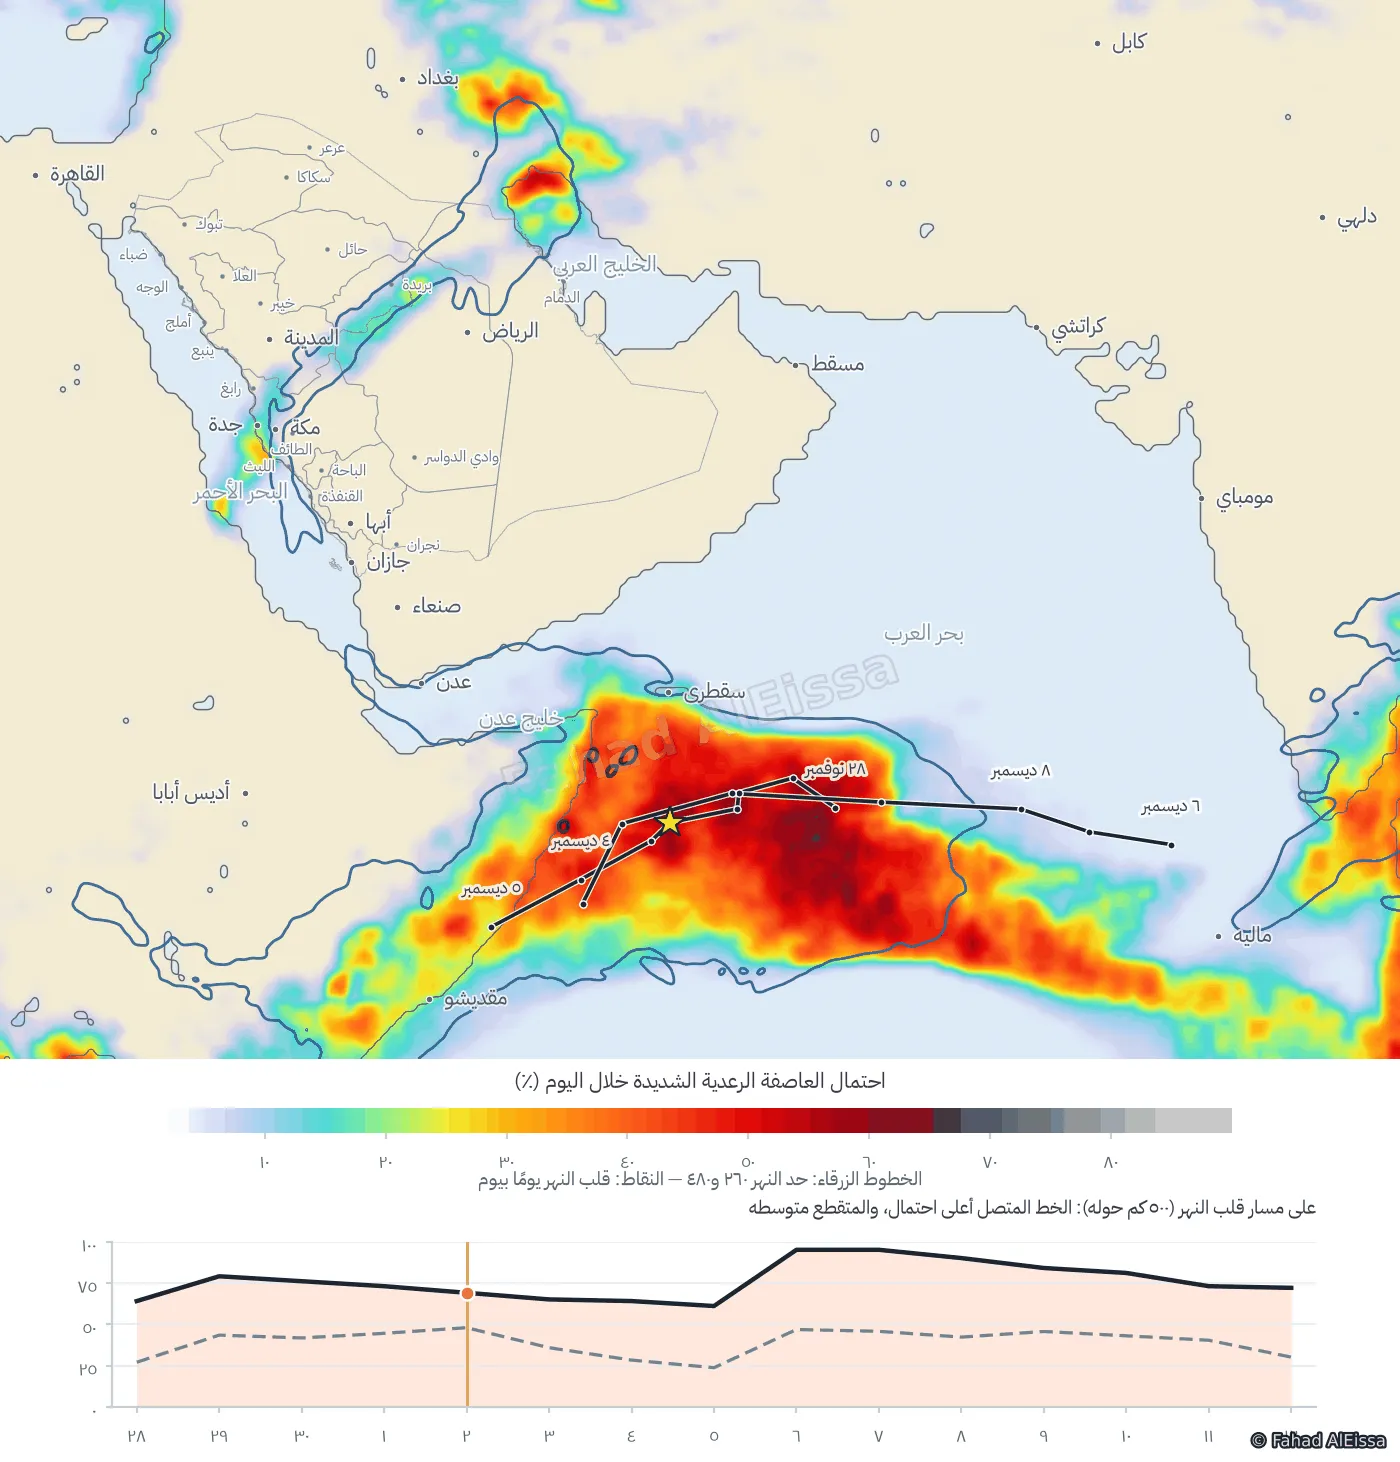 كابل
بغداد
عرعر
القاهرة
سكاكا
دلهي
تبوك
حائل
ضباء
الخليج العربي
العلا
بريدة
الوجه
الدمام
خيبر
أملج
كراتشي
المدينة
الرياض
ينبع
مسقط
رابغ
جدة
مكة
الطائف
وادي الدواسر
الليث
الباحة
البحر الأحمر
القنفذة
مومباي
أبها
نجران
جازان
صنعاء
بحر العرب
عدن
سقطرى
Fahad AlEissa
خليج عدن
٢٨ نوفمبر
٨ ديسمبر
أديس أبابا
٦ ديسمبر
٤ ديسمبر
٥ ديسمبر
ماليه
مقديشو
احتمال العاصفة الرعدية الشديدة خلال اليوم (٪)
١٠ ٢٠ ٣٠ ٤٠ ٥٠ ٦٠ ٧٠ ٨٠
الخطوط الزرقاء: حد النهر ٢٦٠ و٤٨٠ — النقاط: قلب النهر يومًا بيوم
على مسار قلب النهر (٥٠٠ كم حوله): الخط المتصل أعلى احتمال، والمتقطع متوسطه
١٠٠
٧٥
٥٠
٢٥
٠
٢٨ ٢٩ ٣٠ ١ ٢ ٣ ٤ ٥ ٦ ٧ ٨ ٩ ١٠ ١١
© Fahad AlEissa